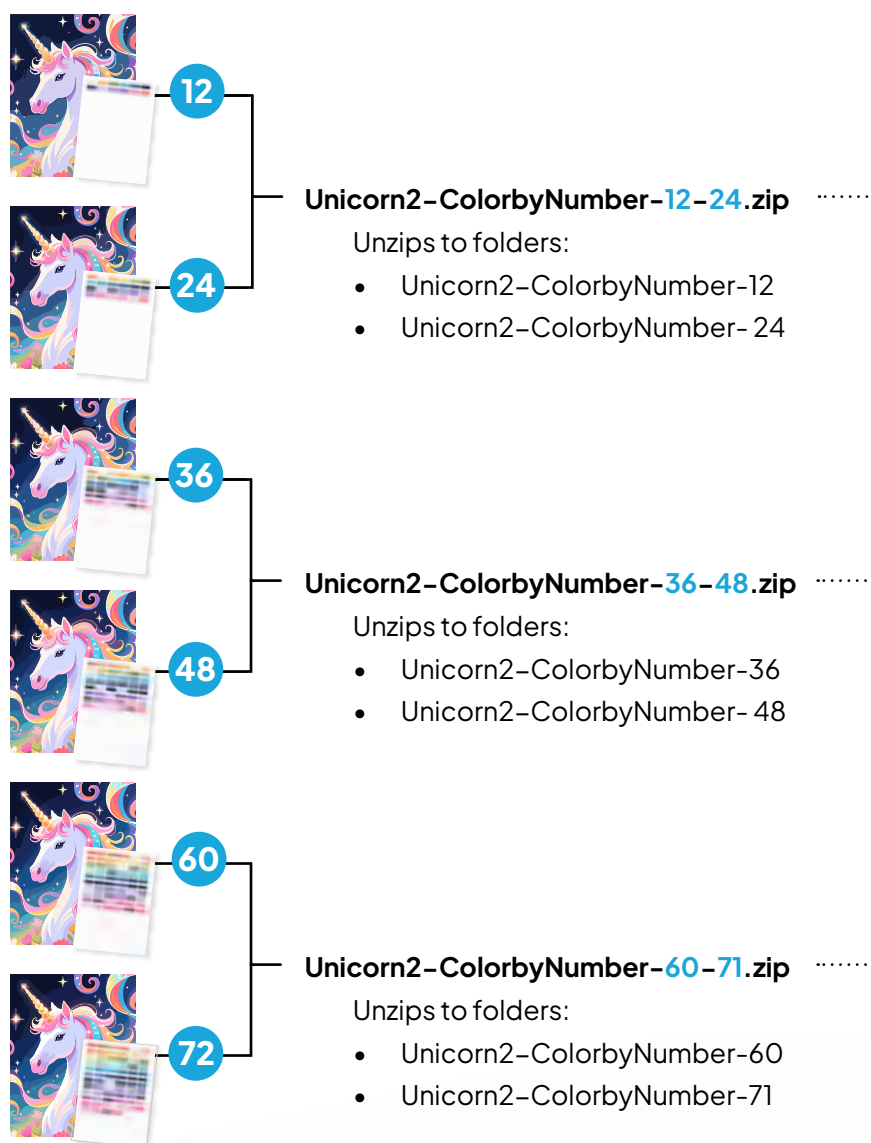 12
Unicorn2-ColorbyNumber-12-24.zip
24
Unzips to folders:
• Unicorn2-ColorbyNumber-12
• Unicorn2-ColorbyNumber- 24
36
Unicorn2-ColorbyNumber-36-48.zip
Unzips to folders:
48
• Unicorn2-ColorbyNumber-36
• Unicorn2-ColorbyNumber- 48
60
Unicorn2-ColorbyNumber-60-71.zip
Unzips to folders:
72
• Unicorn2-ColorbyNumber-60
• Unicorn2-ColorbyNumber-71